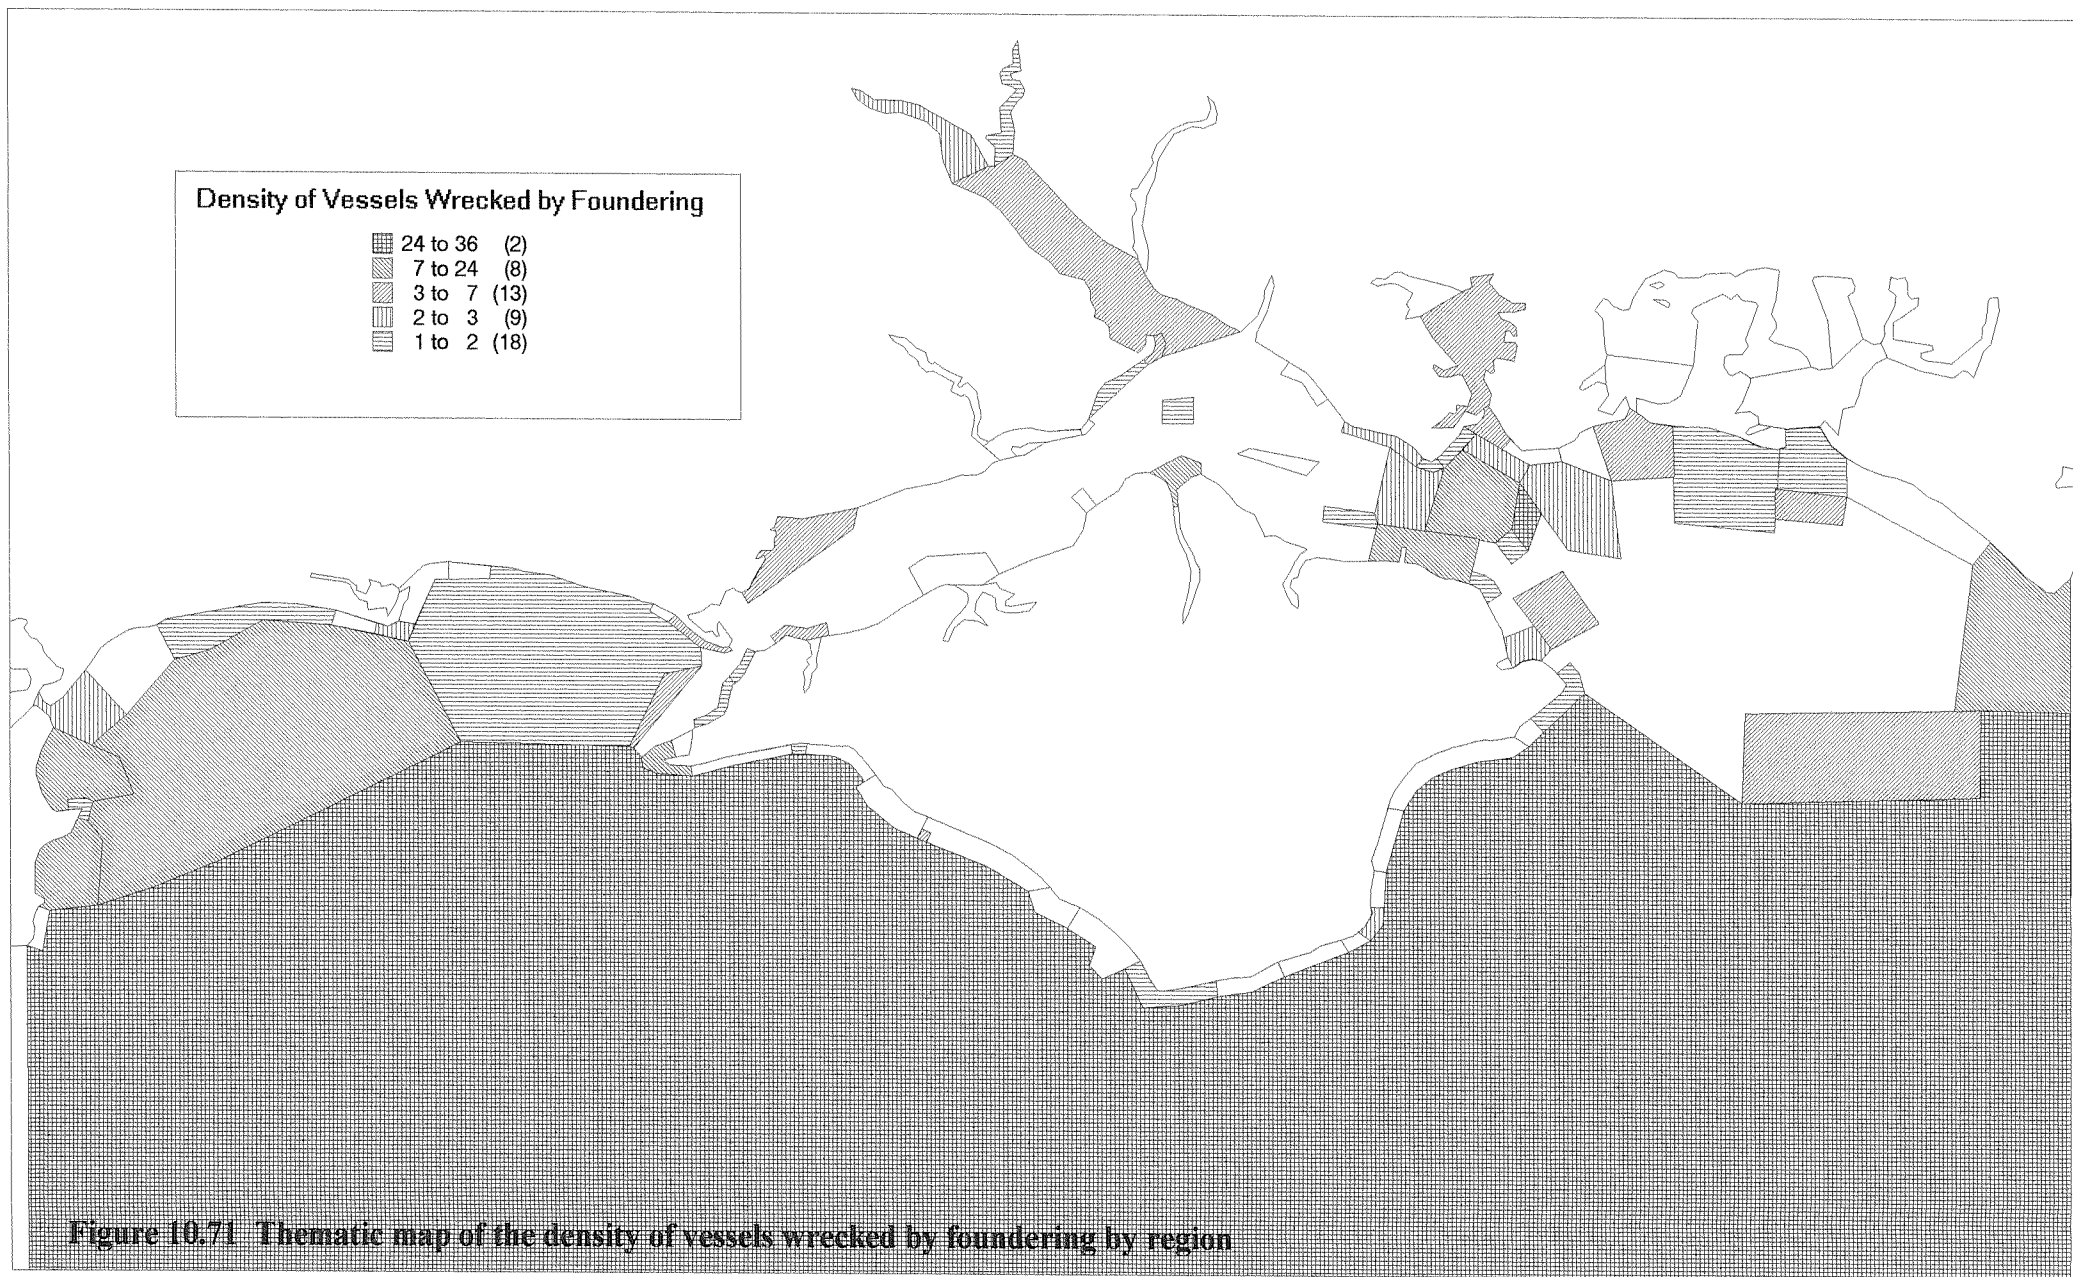 Density of Vessels Wrecked by Foundering
24 to 36 (2)
7 to 24 (8)
3 to 7 (13)
2 to 3 (9)
1 to 2 (18)
Figure 10.71 Thematic map of the density of vessels wrecked by foundering by region